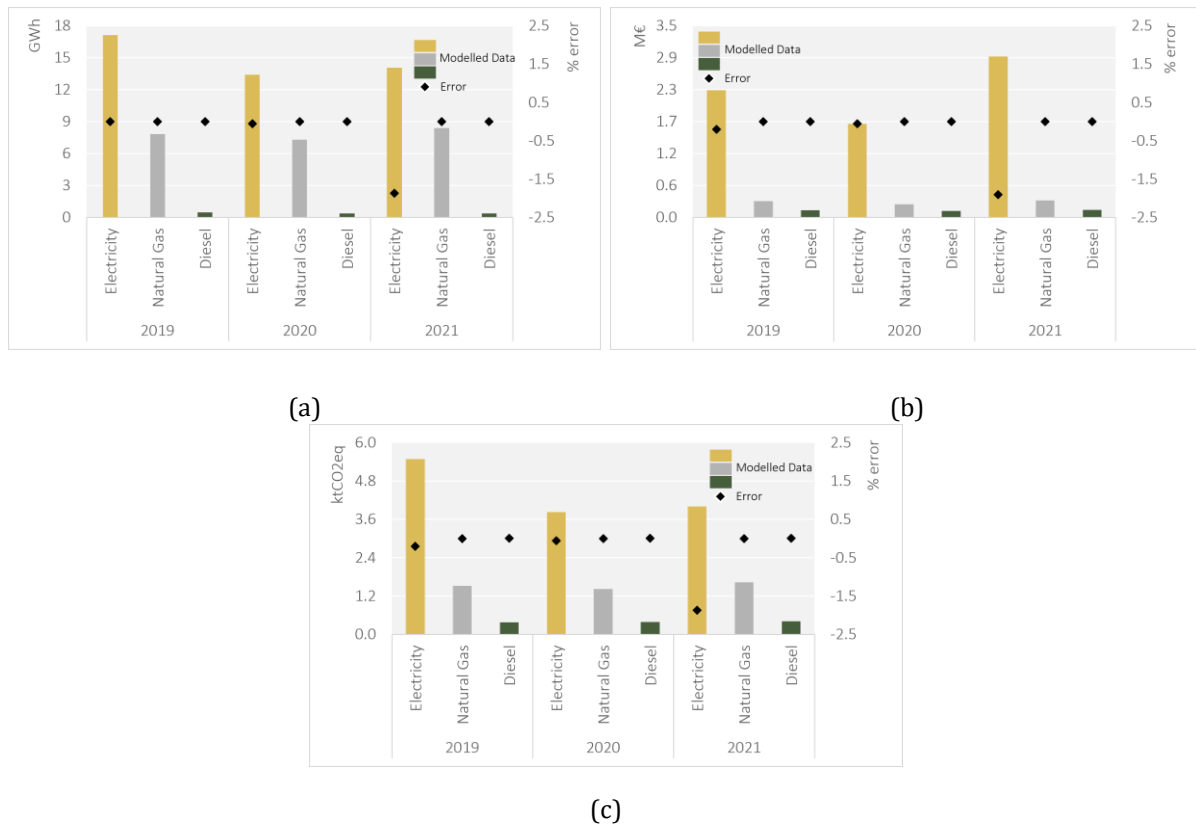 GWh
18
15
12
9
6
3
0
2.5
1.5
0.5
-0.5
-1.5
-2.5
% error
Modelled Data
Error
Electricity
Natural Gas
Diesel
Electricity
Natural Gas
Diesel
Electricity
Natural Gas
Diesel
2019
2020
2021
(a)
M€
3.5
2.9
2.3
1.7
1.2
0.6
0.0
2.5
1.5
0.5
-0.5
-1.5
-2.5
% error
Modelled Data
Error
Electricity
Natural Gas
Diesel
Electricity
Natural Gas
Diesel
Electricity
Natural Gas
Diesel
2019
2020
2021
(b)
ktCO2eq
6.0
4.8
3.6
2.4
1.2
0.0
2.5
1.5
0.5
-0.5
-1.5
-2.5
% error
Modelled Data
Error
Electricity
Natural Gas
Diesel
Electricity
Natural Gas
Diesel
Electricity
Natural Gas
Diesel
2019
2020
2021
(c)